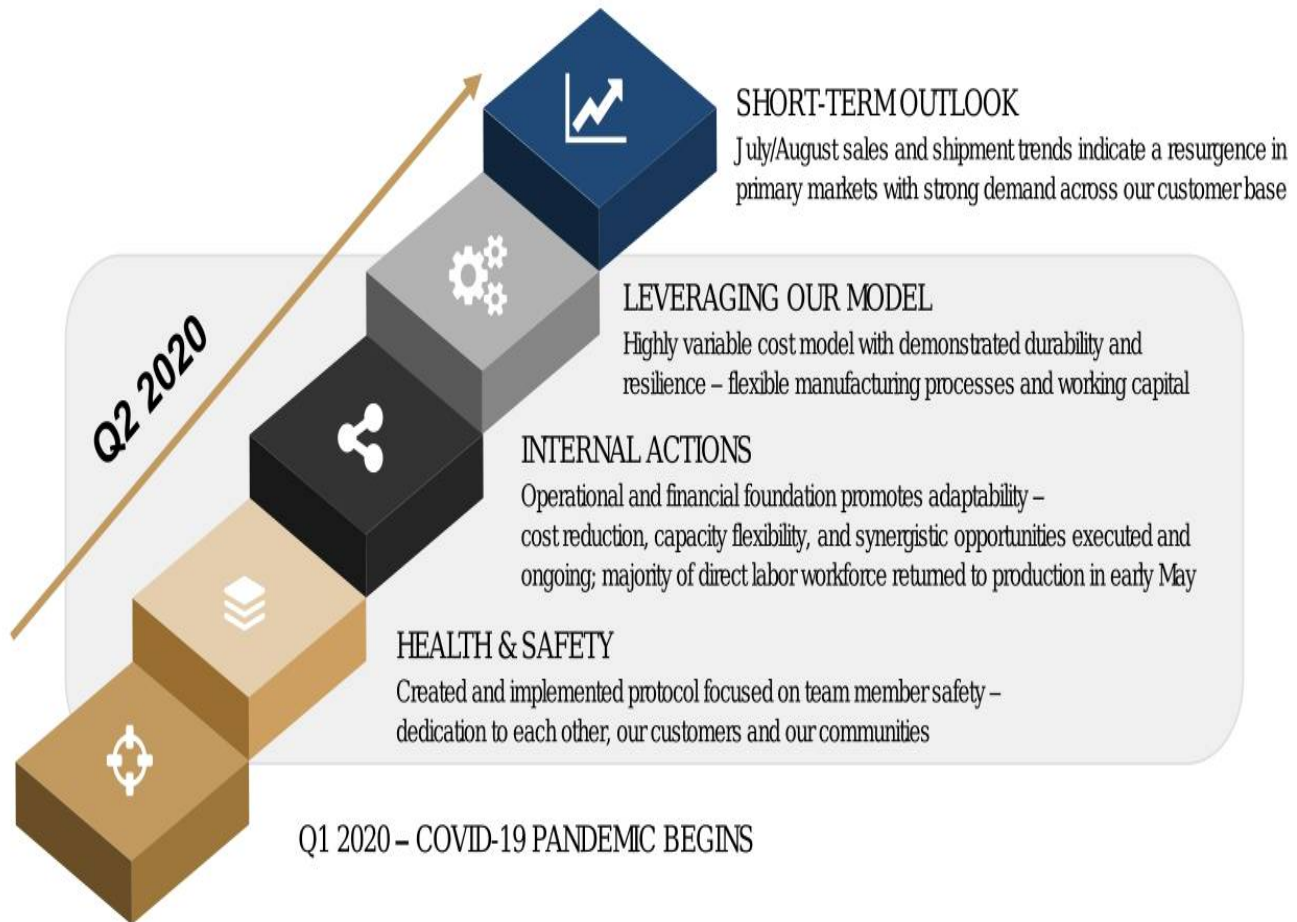 SHORT-TERM OUTLOOK
July/August sales and shipment trends indicate a resurgence in
primary markets with strong demand across our customer base
Q2 2020
LEVERAGING OUR MODEL
Highly variable cost model with demonstrated durability and
resilience – flexible manufacturing processes and working capital
INTERNAL ACTIONS
Operational and financial foundation promotes adaptability –
cost reduction, capacity flexibility, and synergistic opportunities executed and
ongoing; majority of direct labor workforce returned to production in early May
HEALTH & SAFETY
Created and implemented protocol focused on team member safety –
dedication to each other, our customers and our communities
Q1 2020 – COVID-19 PANDEMIC BEGINS